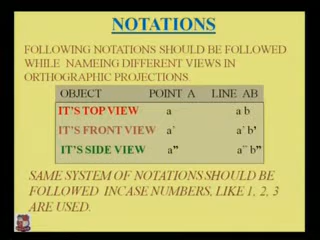 NOTATIONS
FOLLOWING NOTATIONS SHOULD BE FOLLOWED
WHILE NAMEING DIFFERENT VIEWS IN
ORTHOGRAPHIC PROJECTIONS.
OBJECT POINT A LINE AB
IT'S TOP VIEW a a b
IT'S FRONT VIEW a' a' b'
IT'S SIDE VIEW a" a" b"
SAME SYSTEM OF NOTATIONS SHOULD BE
FOLLOWED INCASE NUMBERS, LIKE 1, 2, 3
ARE USED.